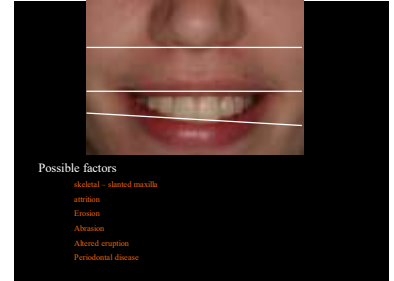 Possible factors
skeletal – slanted maxilla
attrition
Erosion
Abrasion
Altered eruption
Periodontal disease